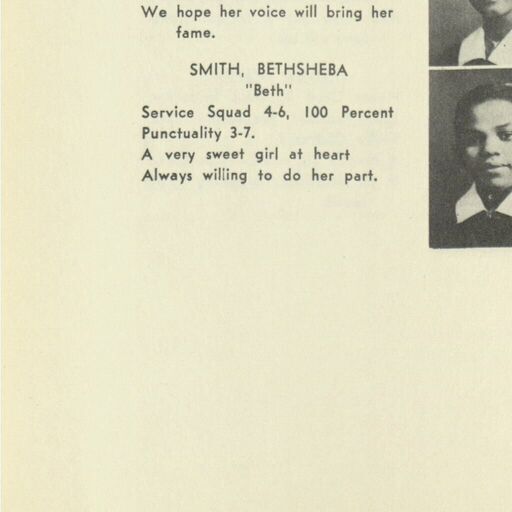 We hope her voice will bring her
fame.
SMITH, BETHSHEBA
"Beth"
Service Squad 4-6, 100 Percent
Punctuality 3-7.
A very sweet girl at heart
Always willing to do her part.